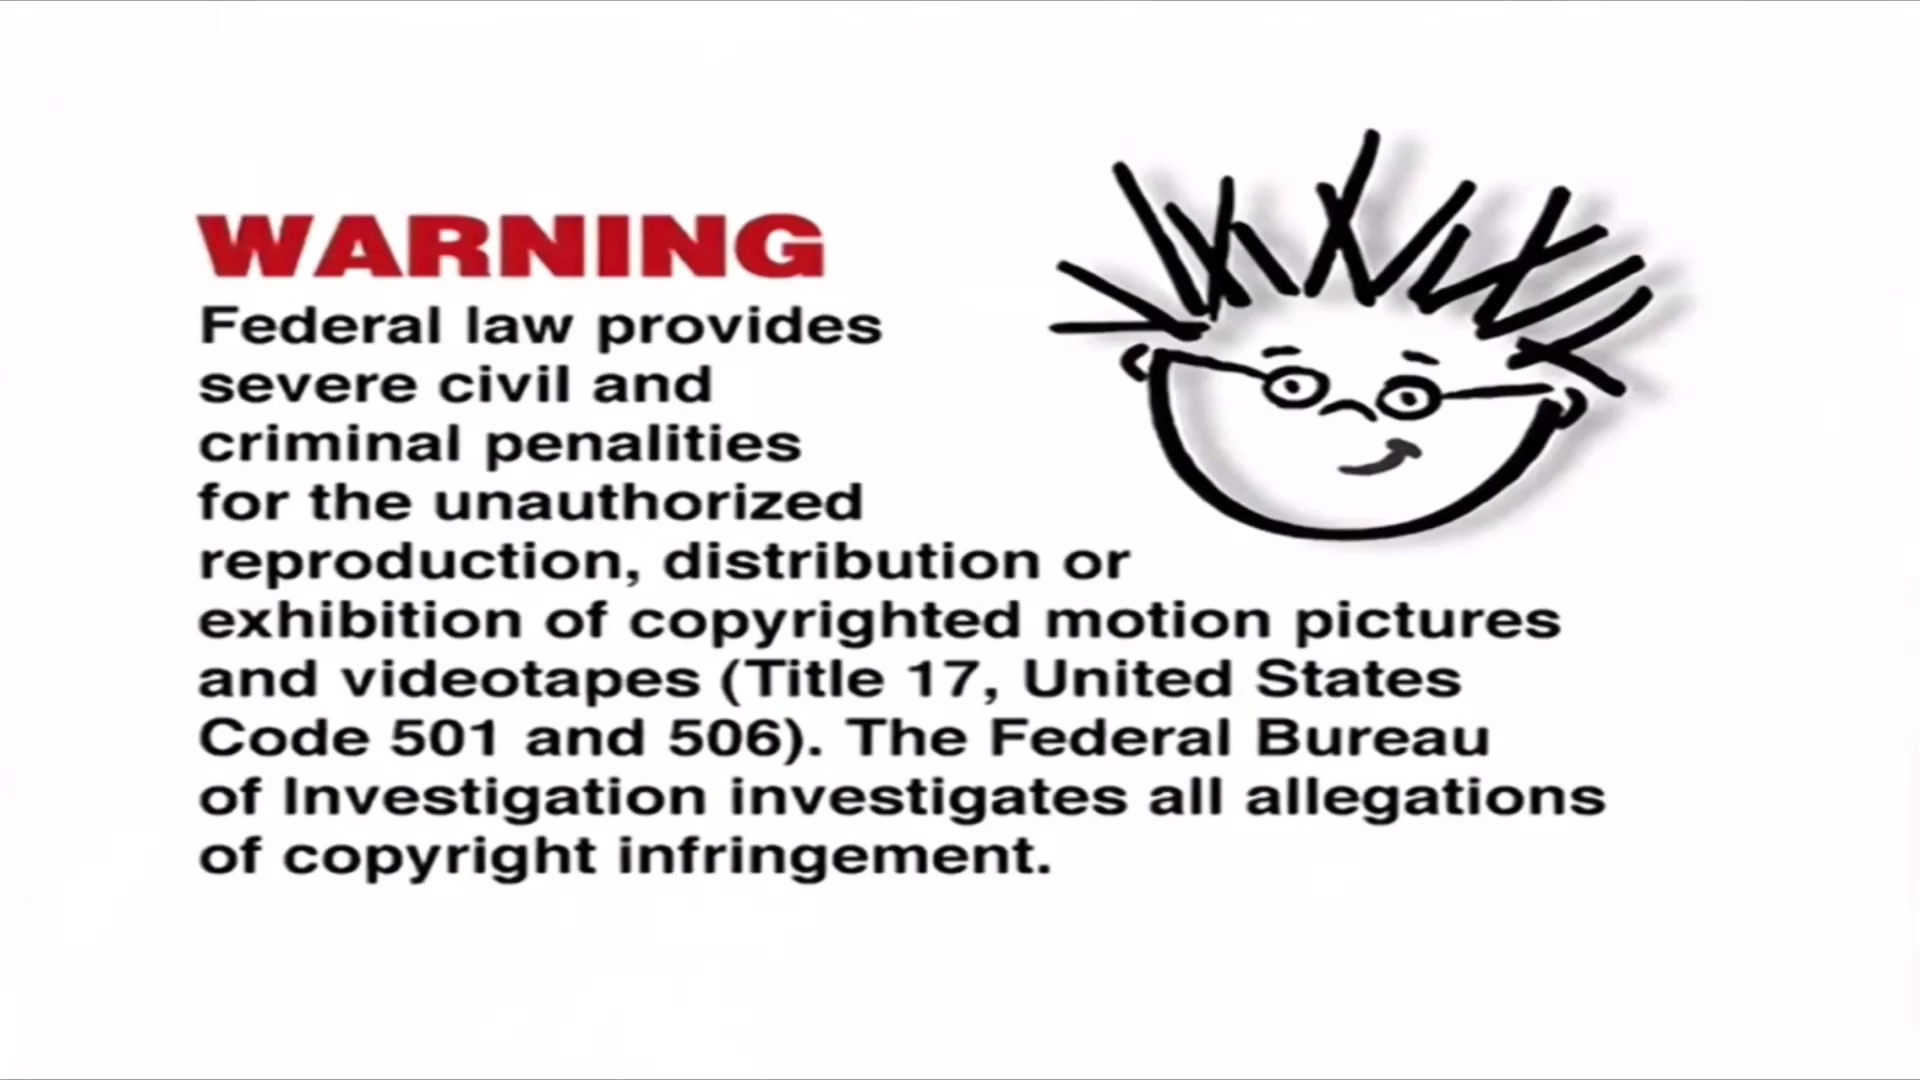 WARNING
Federal law provides
severe civil and
criminal penalities
for the unauthorized
reproduction, distribution or
exhibition of copyrighted motion pictures
and videotapes (Title 17, United States
Code 501 and 506). The Federal Bureau
of Investigation investigates all allegations
of copyright infringement.